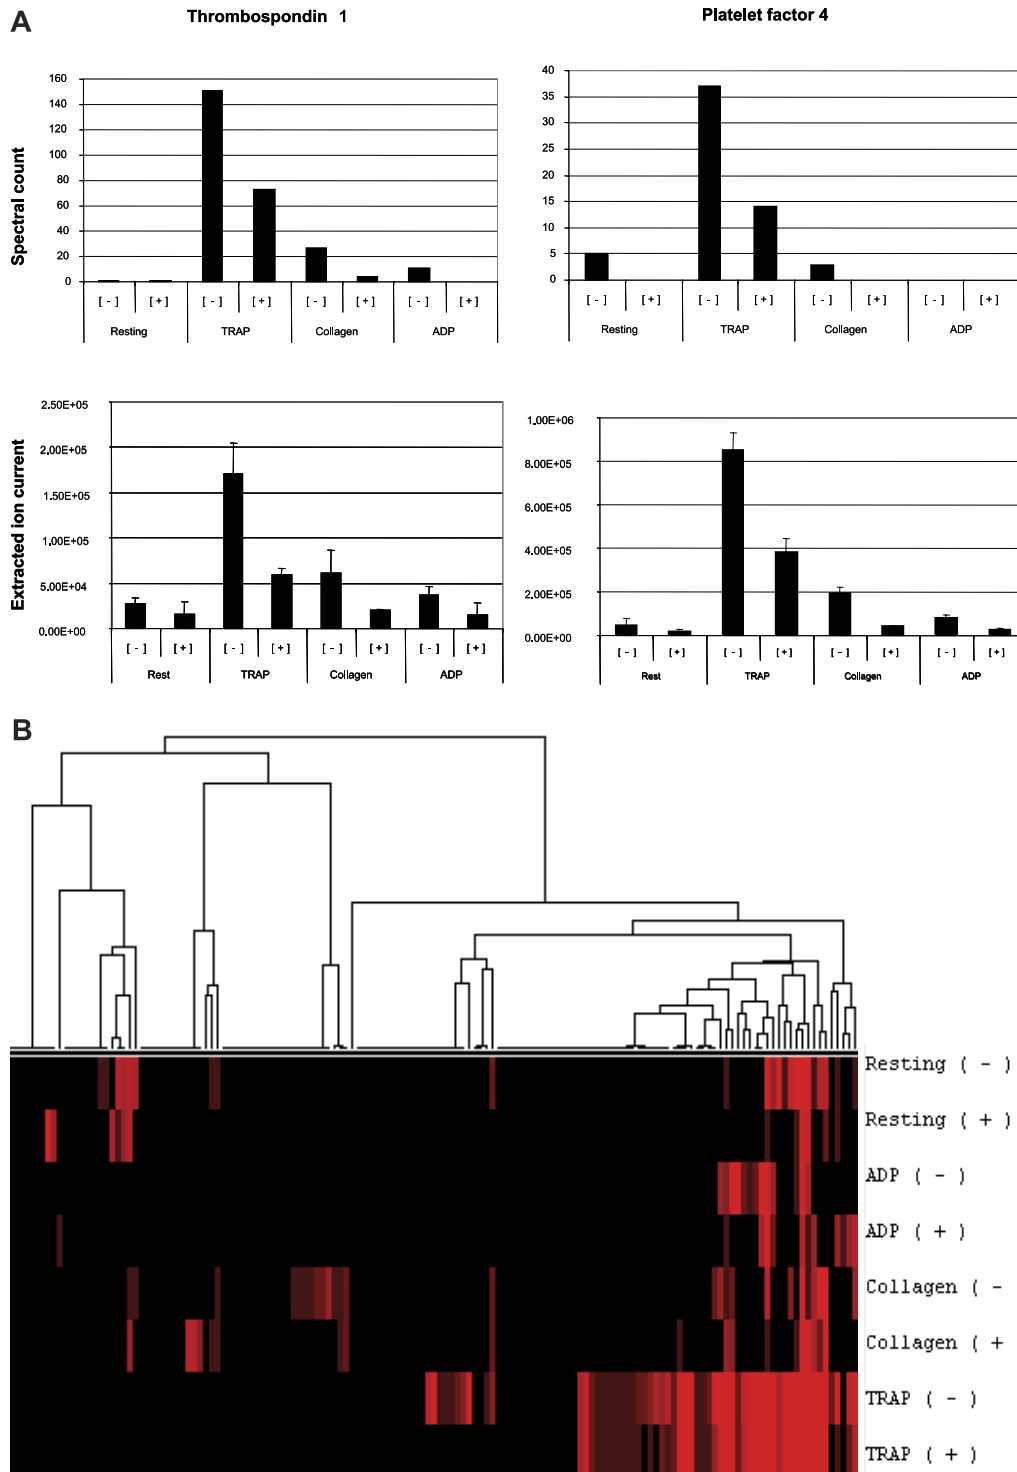 A
Thrombospondin 1
Platelet factor 4
Spectral count
160
140
120
100
80
60
40
20
0
[ - ] [ + ] [ - ] [ + ] [ - ] [ + ] [ - ] [ + ]
Resting TRAP Collagen ADP
40
35
30
25
20
15
10
5
0
[ - ] [ + ] [ - ] [ + ] [ - ] [ + ] [ - ] [ + ]
Resting TRAP Collagen ADP
Extracted ion current
2.50E+05
2.00E+05
1.50E+05
1.00E+05
5.00E+04
0.00E+00
[ - ] [ + ] [ - ] [ + ] [ - ] [ + ] [ - ] [ + ]
Rest TRAP Collagen ADP
1.00E+06
8.00E+05
6.00E+05
4.00E+05
2.00E+05
0.00E+00
[ - ] [ + ] [ - ] [ + ] [ - ] [ + ] [ - ] [ + ]
Rest TRAP Collagen ADP
B
Resting ( - )
Resting ( + )
ADP ( - )
ADP ( + )
Collagen ( -
Collagen ( +
TRAP ( - )
TRAP ( + )